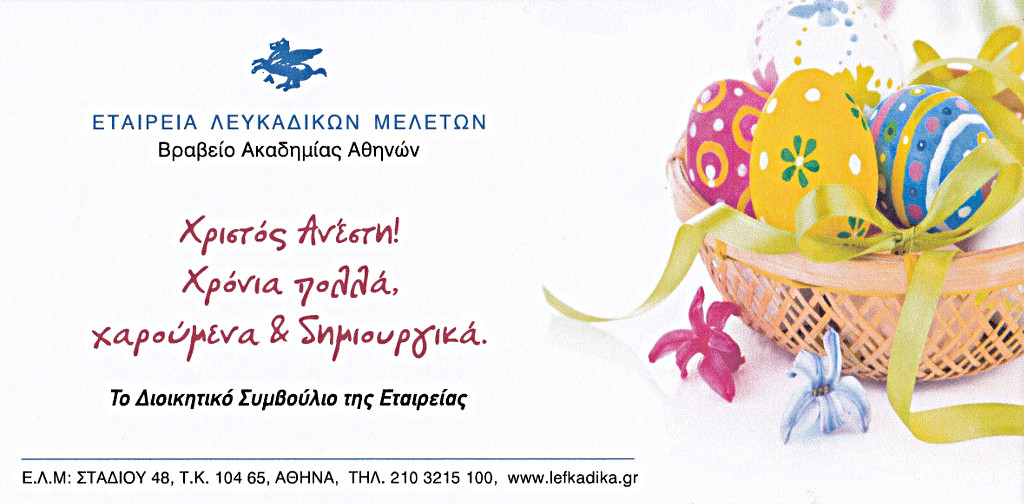 ΕΤΑΙΡΕΙΑ ΛΕΥΚΑΔΙΚΩΝ ΜΕΛΕΤΩΝ
Βραβείο Ακαδημίας Αθηνών
Χριστός Ανέστη!
Χρόνια πολλά,
χαρούμενα & δημιουργικά.
Το Διοικητικό Συμβούλιο της Εταιρείας
Ε.Λ.Μ: ΣΤΑΔΙΟΥ 48, Τ.Κ. 104 65, ΑΘΗΝΑ, ΤΗΛ. 210 3215 100, www.lefkadika.gr